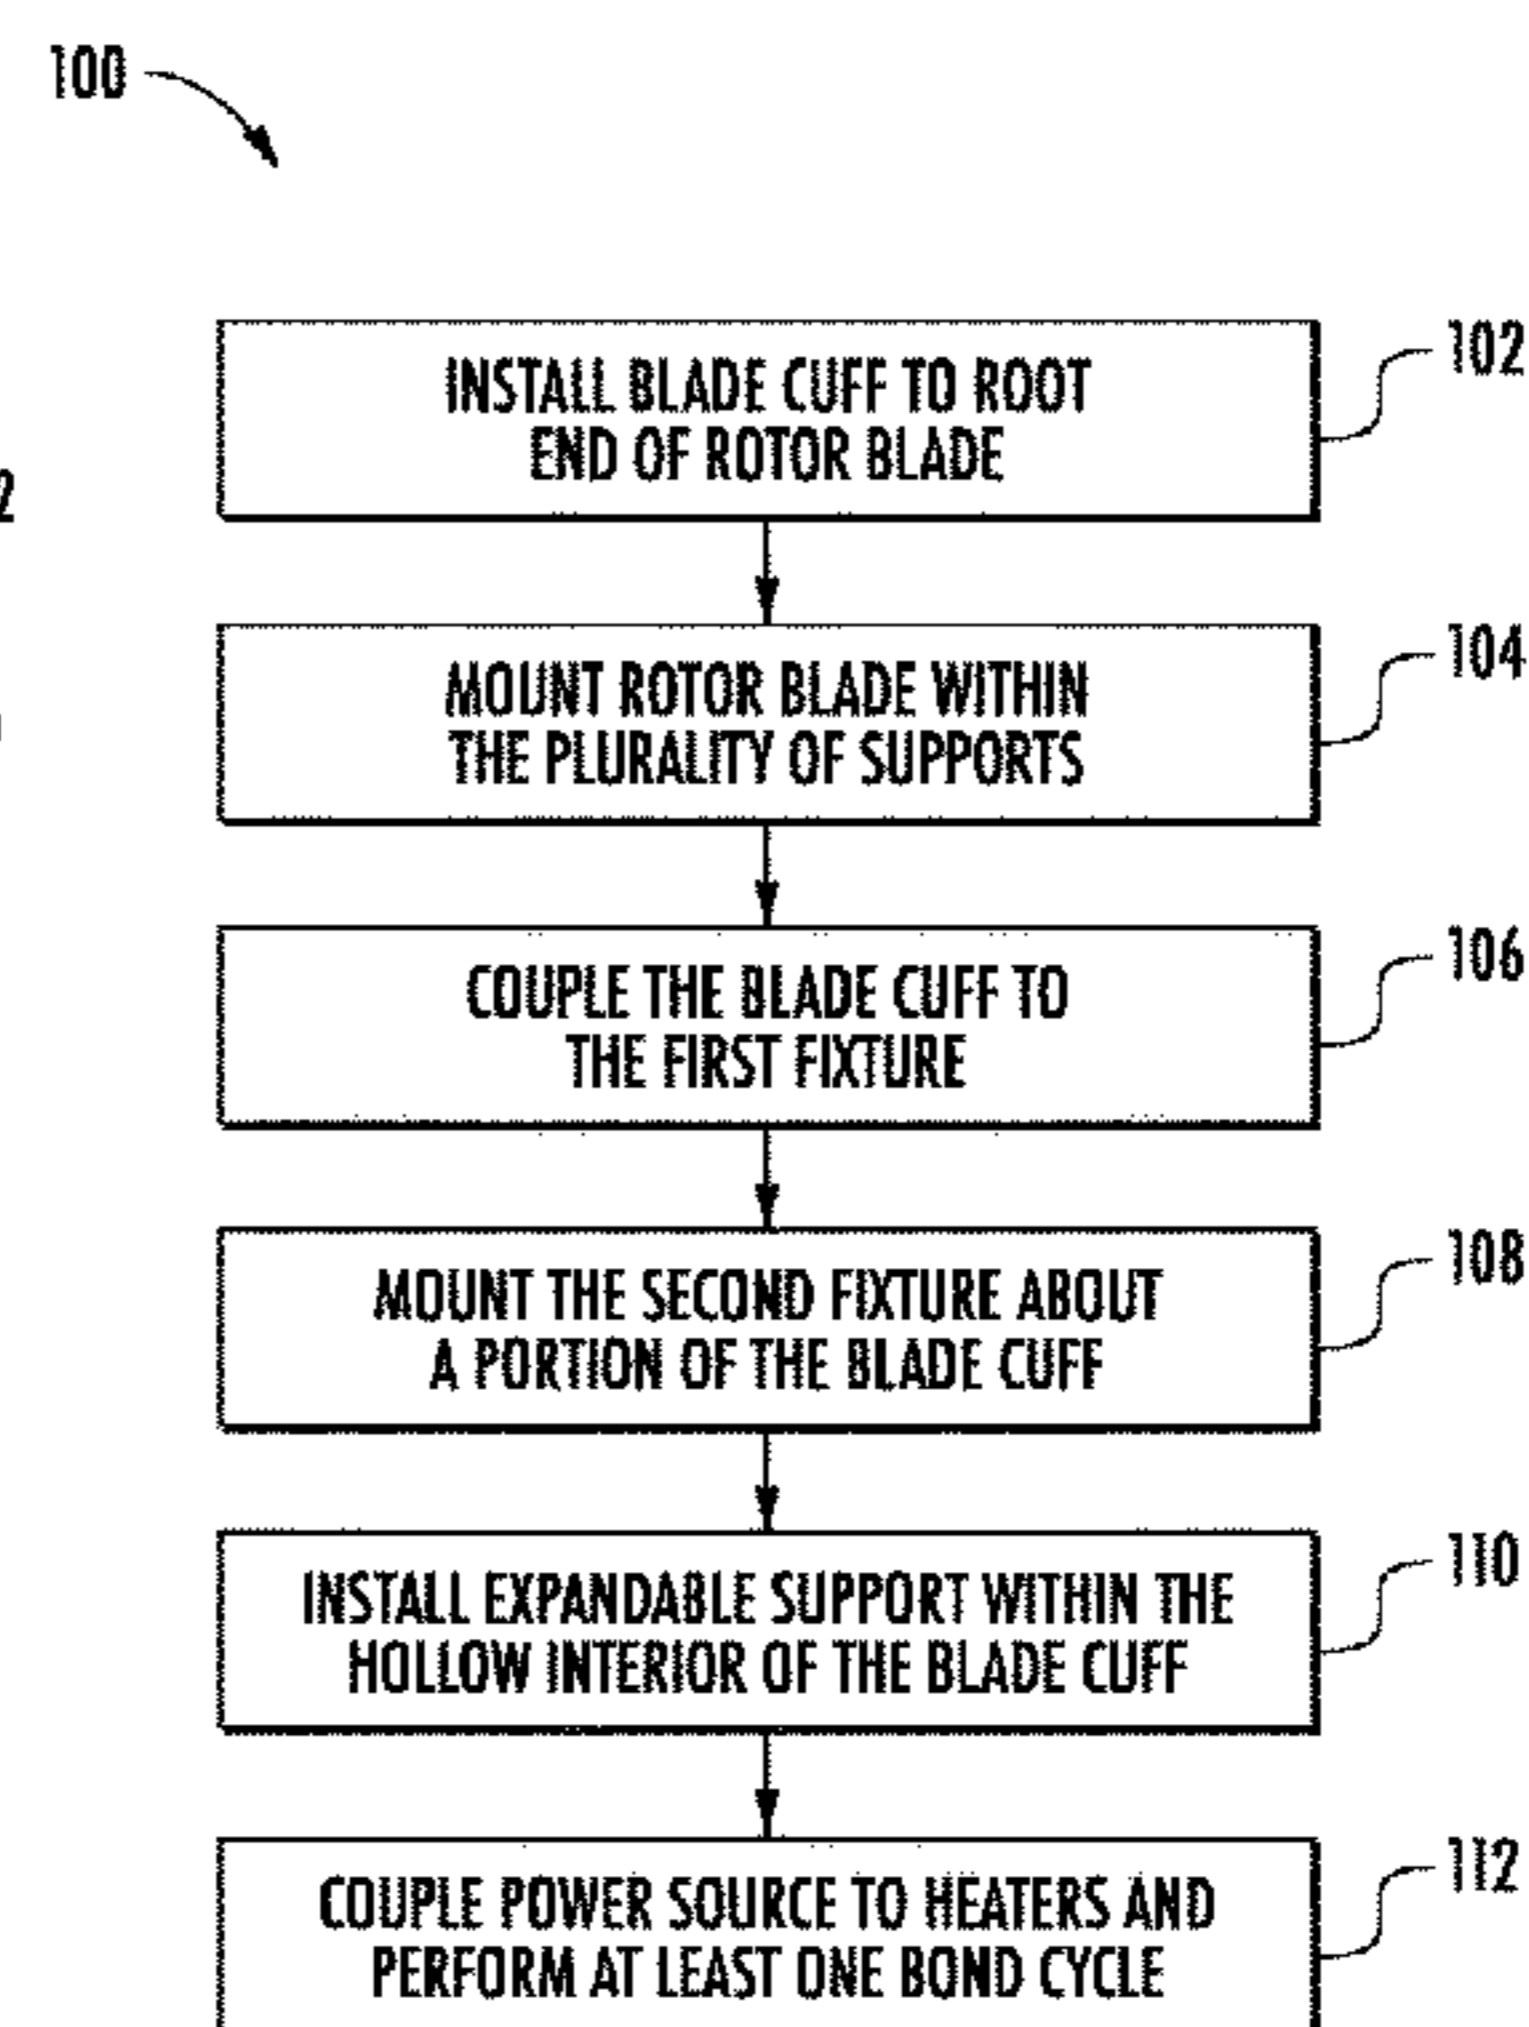 100
INSTALL BLADE CUFF TO ROOT
END OF ROTOR BLADE
102
2
MOUNT ROTOR BLADE WITHIN
THE PLURALITY OF SUPPORTS
104
COUPLE THE BLADE CUFF TO
THE FIRST FIXTURE
106
MOUNT THE SECOND FIXTURE ABOUT
A PORTION OF THE BLADE CUFF
108
INSTALL EXPANDABLE SUPPORT WITHIN THE
HOLLOW INTERIOR OF THE BLADE CUFF
110
COUPLE POWER SOURCE TO HEATERS AND
PERFORM AT LEAST ONE BOND CYCLE
112